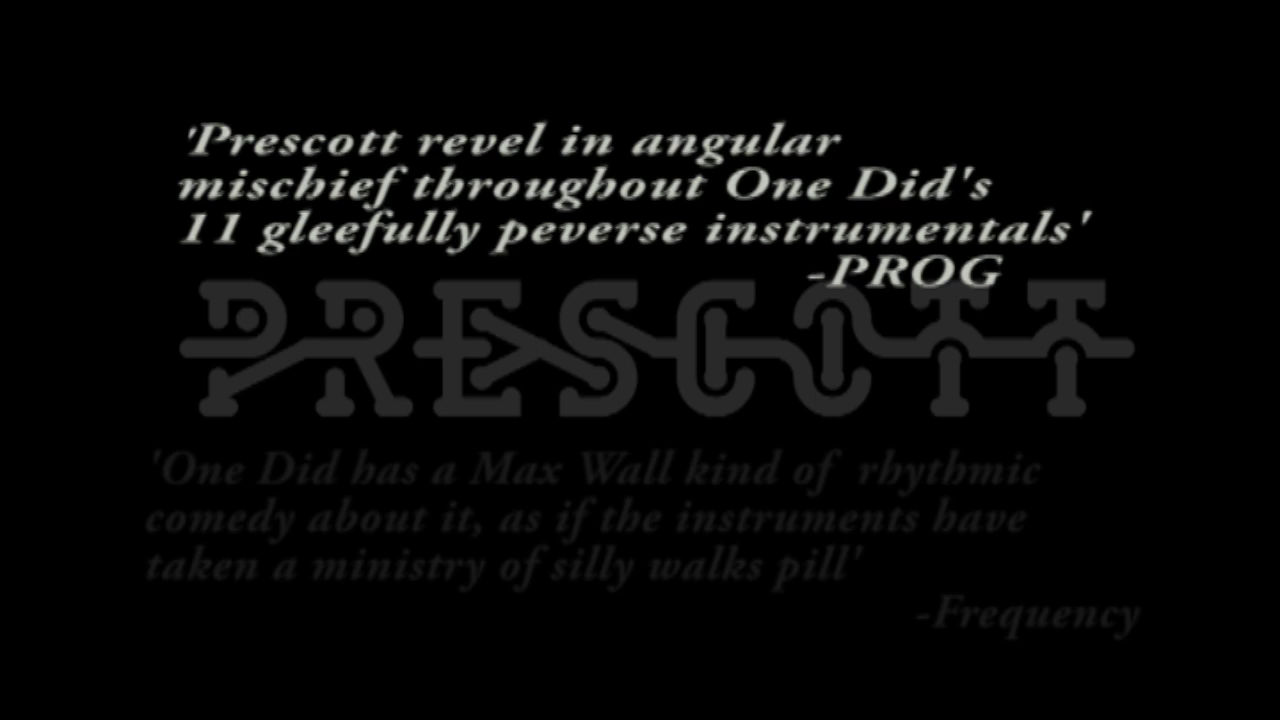 'Prescott revel in angular
mischief throughout One Did's
11 gleefully peverse instrumentals'
-PROG
PRESCOTT
'One Did has a Max Wall kind of rhythmic
comedy about it, as if the instruments have
taken a ministry of silly walks pill'
-Frequency